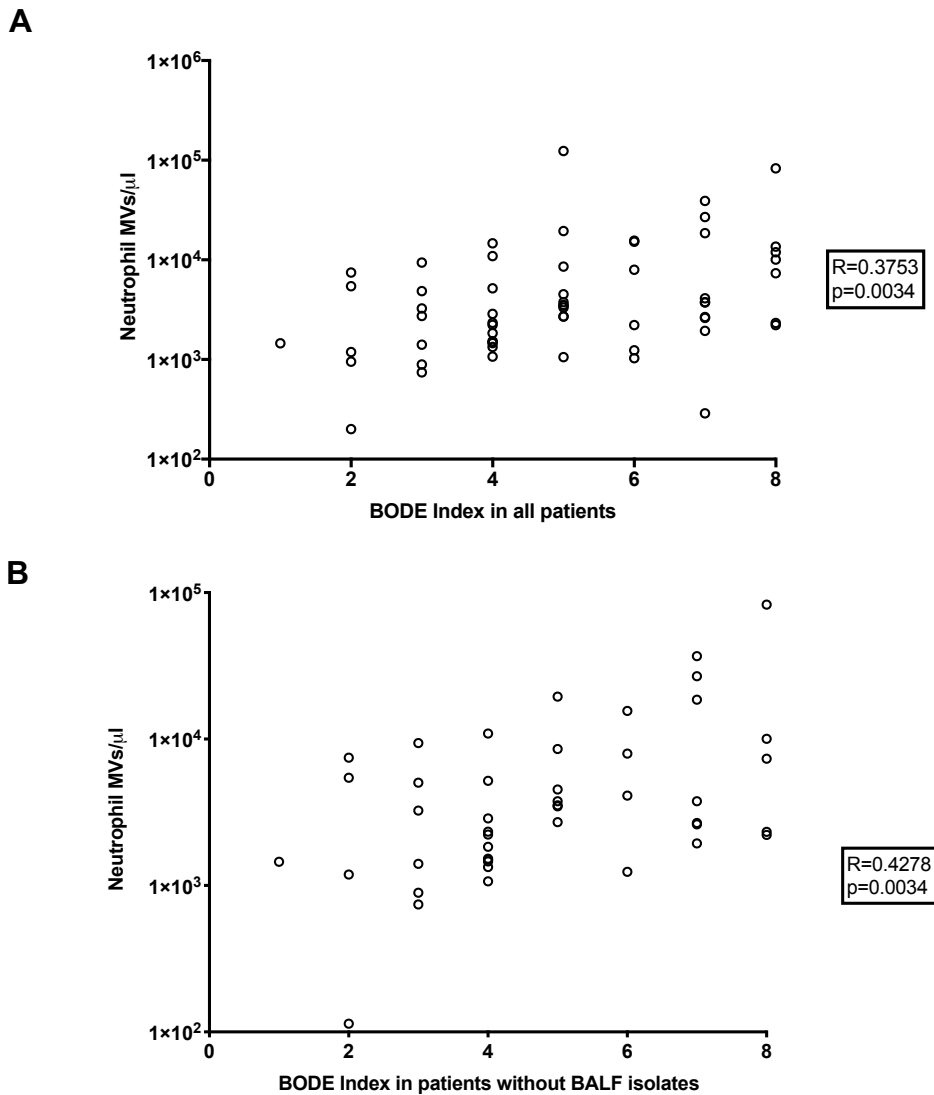 A
1×10⁶
1×10⁵
1×10⁴
1×10³
1×10²
Neutrophil MVs/μl
0
2
4
6
8
BODE Index in all patients
R=0.3753
p=0.0034
B
1×10⁵
1×10⁴
1×10³
1×10²
Neutrophil MVs/μl
0
2
4
6
8
BODE Index in patients without BALF isolates
R=0.4278
p=0.0034